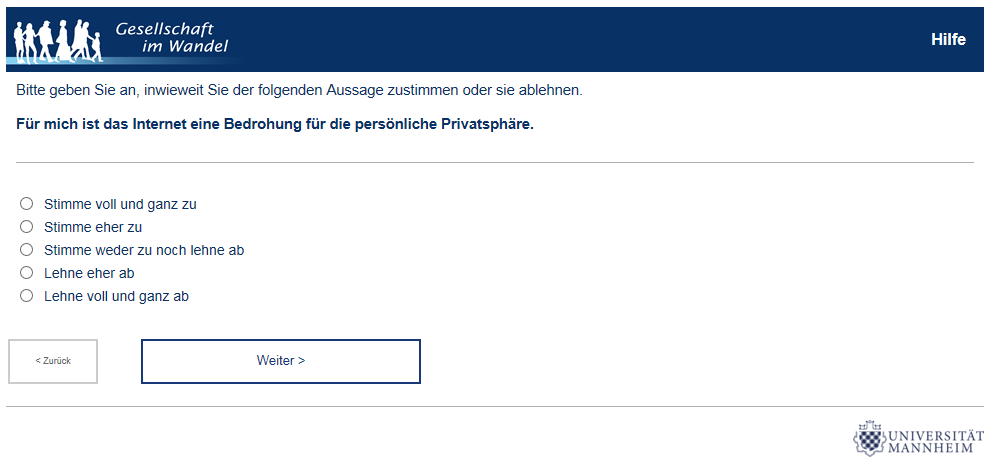 Gesellschaft
im Wandel
Hilfe
Bitte geben Sie an, inwieweit Sie der folgenden Aussage zustimmen oder sie ablehnen.
Für mich ist das Internet eine Bedrohung für die persönliche Privatsphäre.
Stimme voll und ganz zu
Stimme eher zu
Stimme weder zu noch lehne ab
Lehne eher ab
Lehne voll und ganz ab
< Zurück
Weiter >
UNIVERSITÄT
MANNHEIM